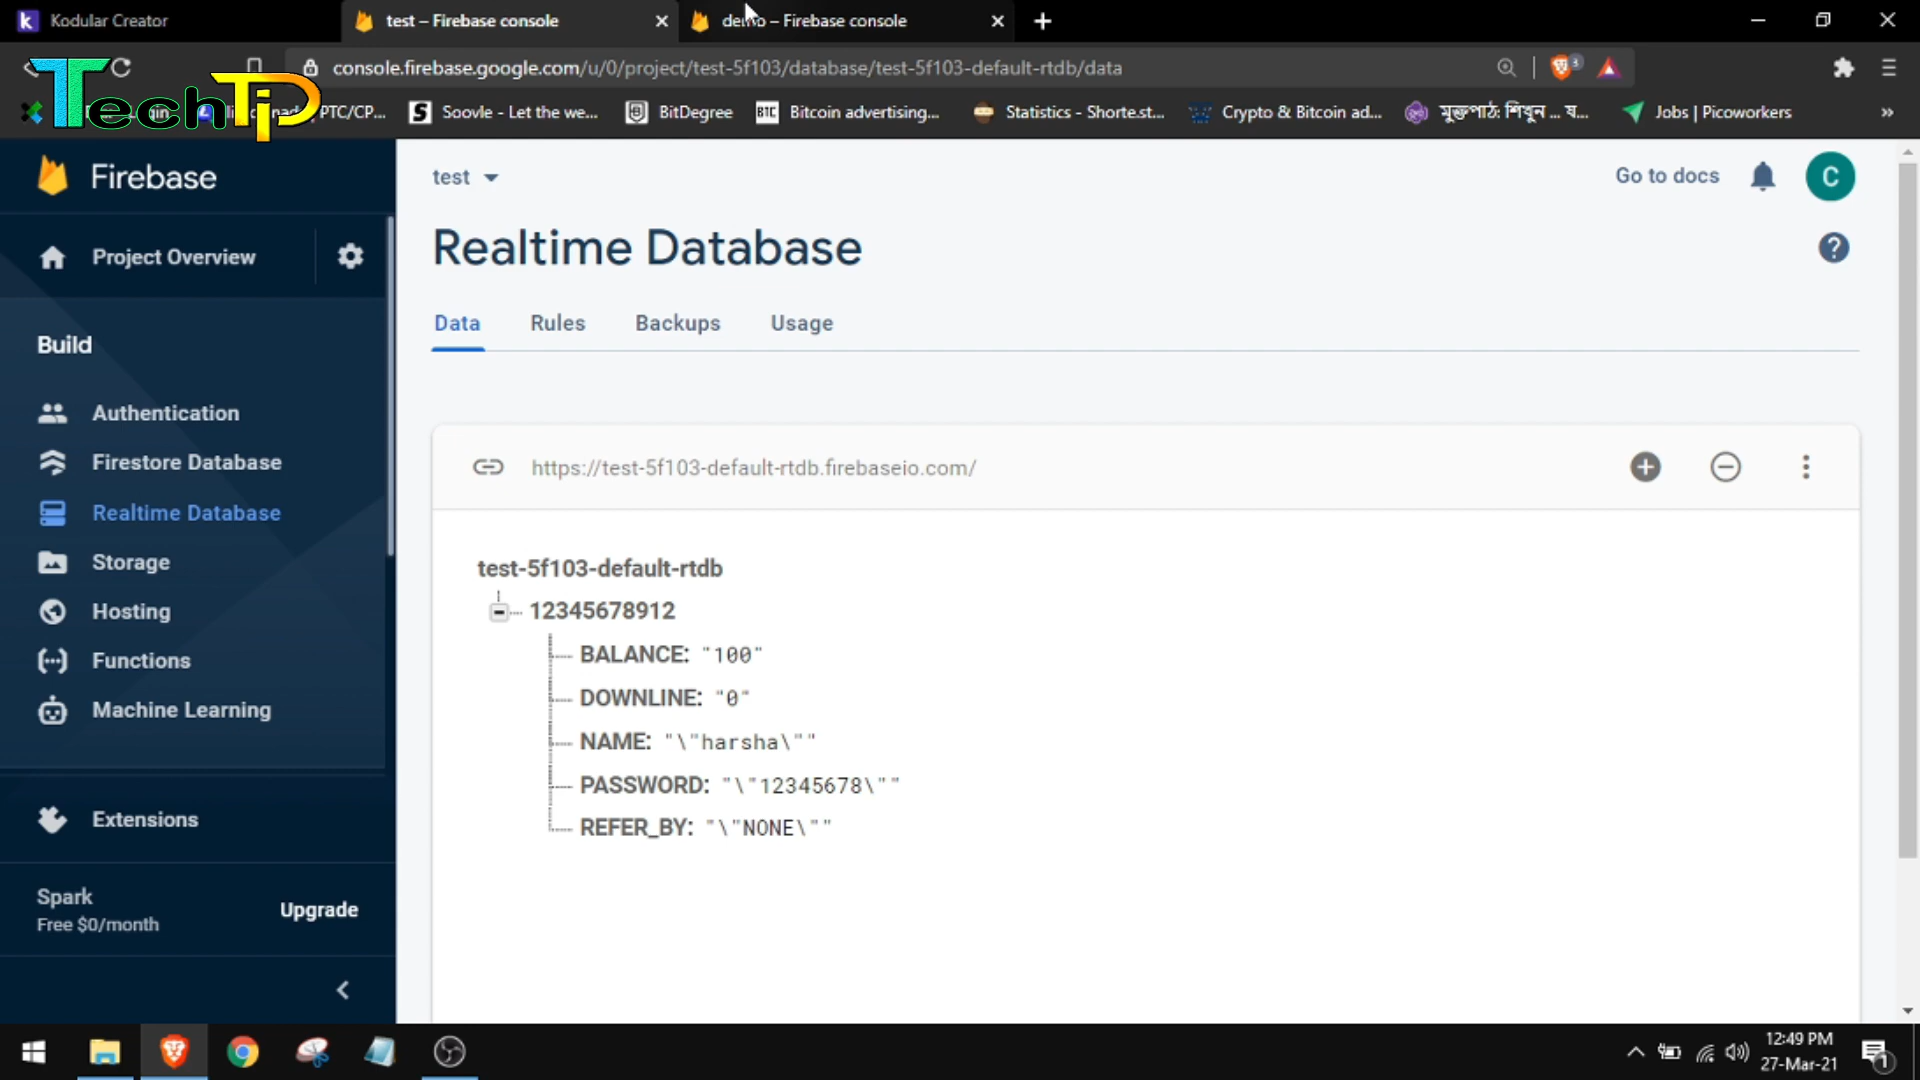 Kodular Creator
test – Firebase console
demo – Firebase console
console.firebase.google.com/u/0/project/test-5f103/database/test-5f103-default-rtdb/data
3
TechTip
Login
PTC/CP...
Soovle - Let the we...
BitDegree
BTC
Bitcoin advertising...
Statistics - Shorte.st...
Crypto & Bitcoin ad...
মুক্তপাঠ: শিখুন ... য...
Jobs | Picoworkers
»
Firebase
test
Go to docs
C
Project Overview
Realtime Database
Data
Rules
Backups
Usage
Build
Authentication
Firestore Database
Realtime Database
Storage
Hosting
Functions
Machine Learning
Extensions
Spark
Free $0/month
Upgrade
https://test-5f103-default-rtdb.firebaseio.com/
test-5f103-default-rtdb
12345678912
BALANCE: "100"
DOWNLINE: "0"
NAME: "\"harsha\""
PASSWORD: "\"12345678\""
REFER_BY: "\"NONE\""
12:49 PM
27-Mar-21
1